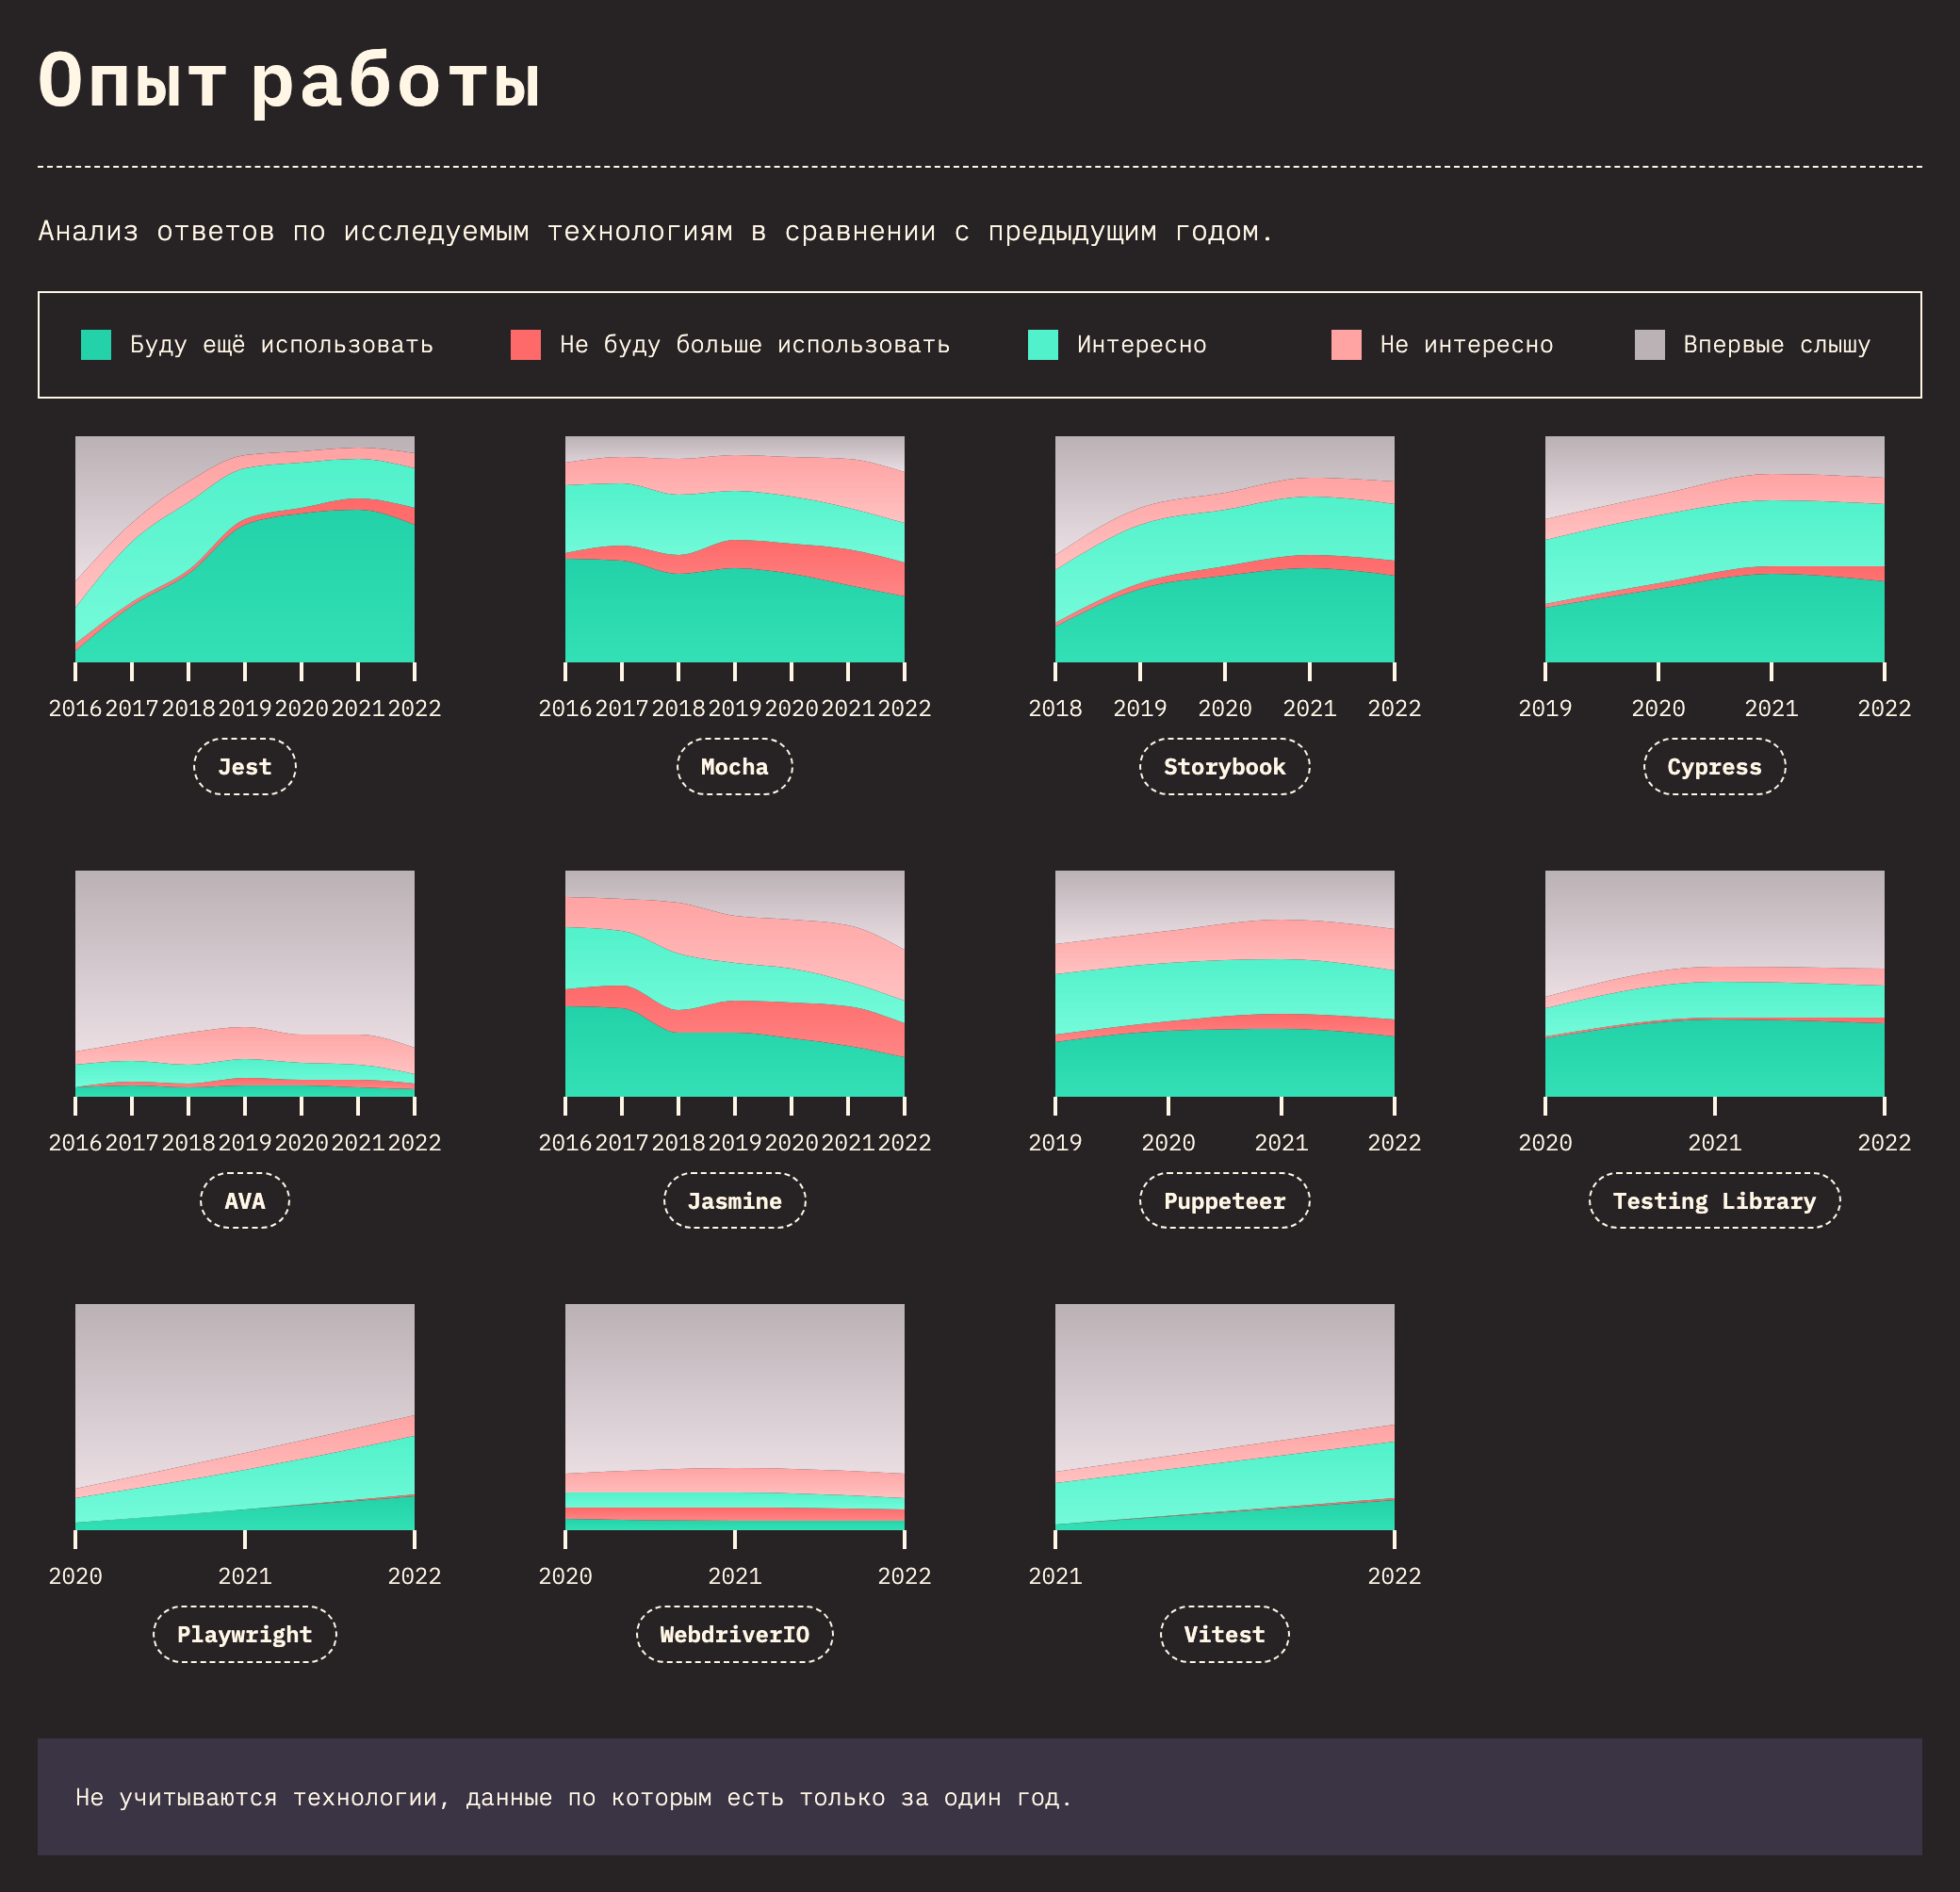 Опыт работы
Анализ ответов по исследуемым технологиям в сравнении с предыдущим годом.
Буду ещё использовать Не буду больше использовать Интересно Не интересно Впервые слышу
2016 2017 2018 2019 2020 2021 2022 2016 2017 2018 2019 2020 2021 2022 2018 2019 2020 2021 2022 2019 2020 2021 2022
Jest Mocha Storybook Cypress
2016 2017 2018 2019 2020 2021 2022 2016 2017 2018 2019 2020 2021 2022 2019 2020 2021 2022 2020 2021 2022
AVA Jasmine Puppeteer Testing Library
2020 2021 2022 2020 2021 2022 2021 2022
Playwright WebdriverIO Vitest
Не учитываются технологии, данные по которым есть только за один год.